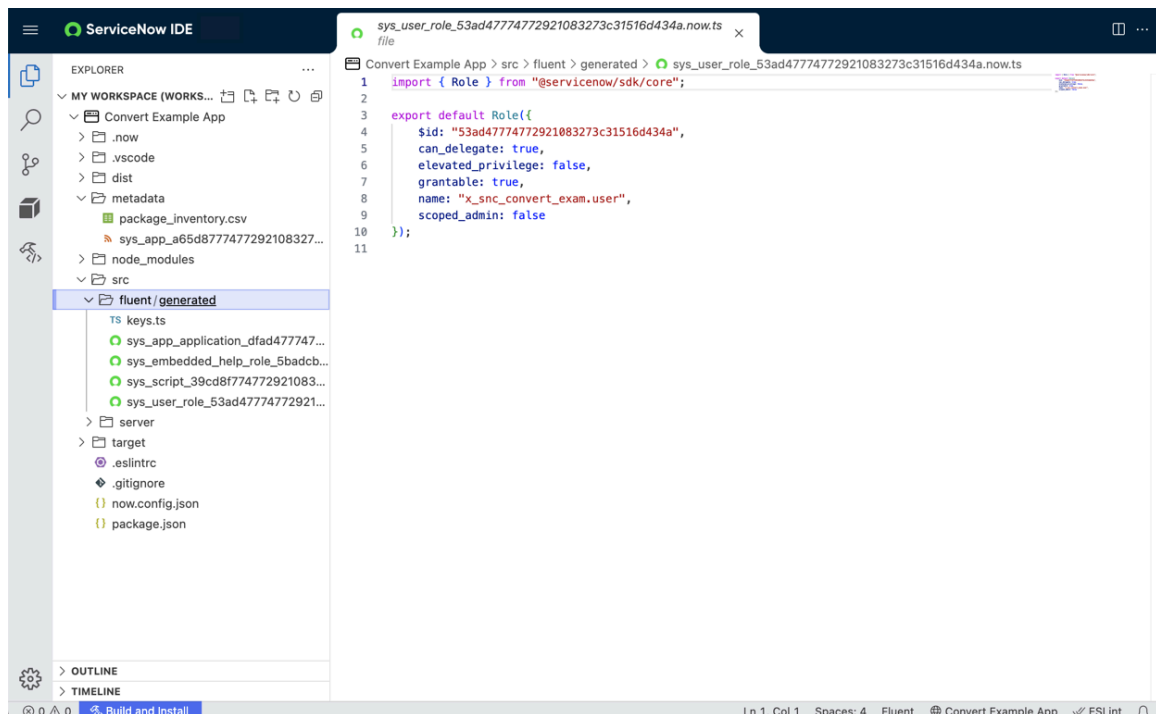 ServiceNow IDE
sys_user_role_53ad47774772921083273c31516d434a.now.ts
file
EXPLORER
MY WORKSPACE (WORKS...
Convert Example App
.now
.vscode
dist
metadata
package_inventory.csv
sys_app_a65d8777477292108327...
node_modules
src
fluent/generated
TS keys.ts
sys_app_application_dfad477747...
sys_embedded_help_role_5badcb...
sys_script_39cd8f774772921083...
sys_user_role_53ad47774772921...
server
target
.eslintrc
.gitignore
{} now.config.json
{} package.json
OUTLINE
TIMELINE
Convert Example App > src > fluent > generated > sys_user_role_53ad47774772921083273c31516d434a.now.ts
1 import { Role } from "@servicenow/sdk/core";
2
3 export default Role({
4 $id: "53ad47774772921083273c31516d434a",
5 can_delegate: true,
6 elevated_privilege: false,
7 grantable: true,
8 name: "x_snc_convert_exam.user",
9 scoped_admin: false
10 });
11
0 0 Build and Install Ln 1, Col 1 Spaces: 4 Fluent Convert Example App ESLint